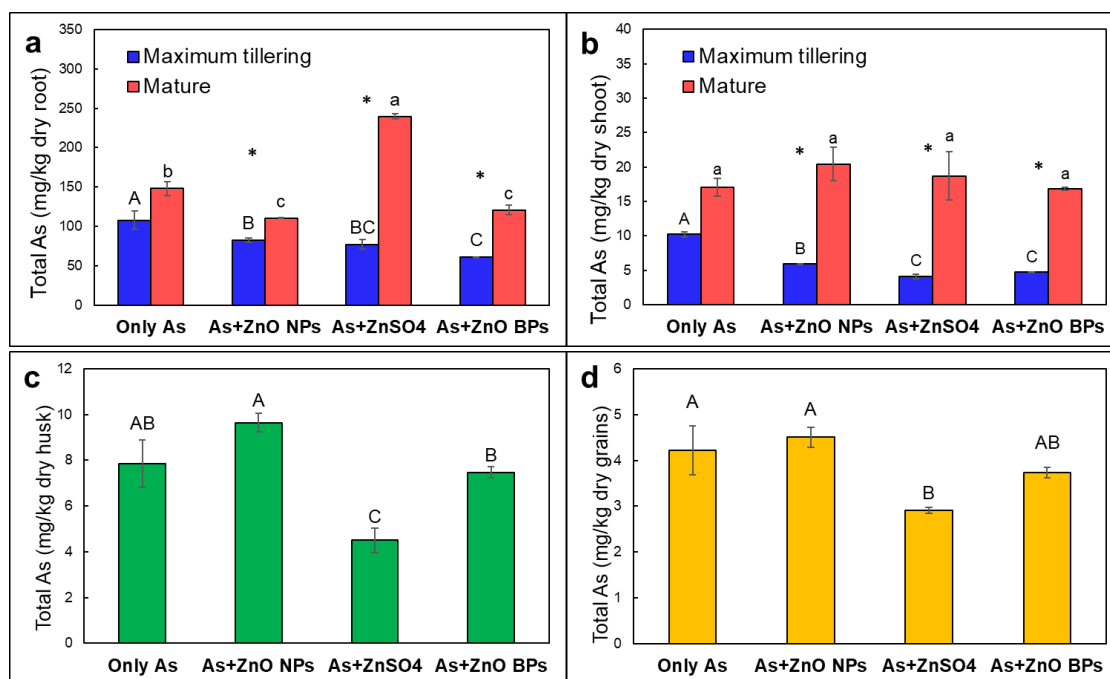 a
Total As (mg/kg dry root)
350
300
250
200
150
100
50
0
Maximum tillering
Mature
A
b
*
B
c
*
BC
a
*
C
c
Only As
As+ZnO NPs
As+ZnSO4
As+ZnO BPs
b
Total As (mg/kg dry shoot)
40
35
30
25
20
15
10
5
0
Maximum tillering
Mature
A
a
*
B
a
*
C
a
*
C
a
Only As
As+ZnO NPs
As+ZnSO4
As+ZnO BPs
c
Total As (mg/kg dry husk)
12
10
8
6
4
2
0
AB
A
C
B
Only As
As+ZnO NPs
As+ZnSO4
As+ZnO BPs
d
Total As (mg/kg dry grains)
6
5
4
3
2
1
0
A
A
B
AB
Only As
As+ZnO NPs
As+ZnSO4
As+ZnO BPs